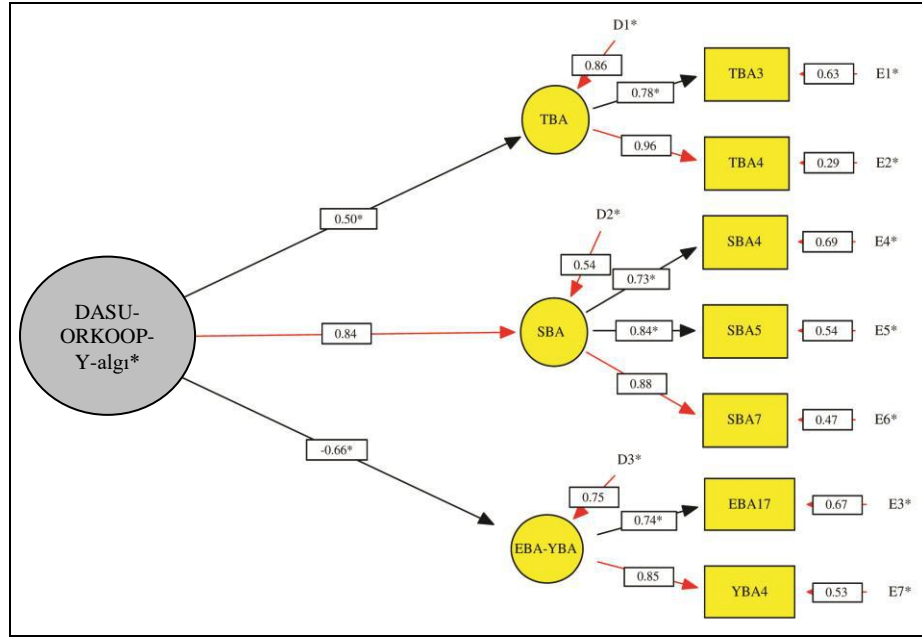 D1*
0.86
TBA
0.78*
TBA3
0.63
E1*
0.96
TBA4
0.29
E2*
0.50*
D2*
0.54
SBA
0.73*
SBA4
0.69
E4*
0.84*
SBA5
0.54
E5*
0.88
SBA7
0.47
E6*
DASU-
ORKOOP-
Y-algı*
0.84
-0.66*
D3*
0.75
EBA-YBA
0.74*
EBA17
0.67
E3*
0.85
YBA4
0.53
E7*